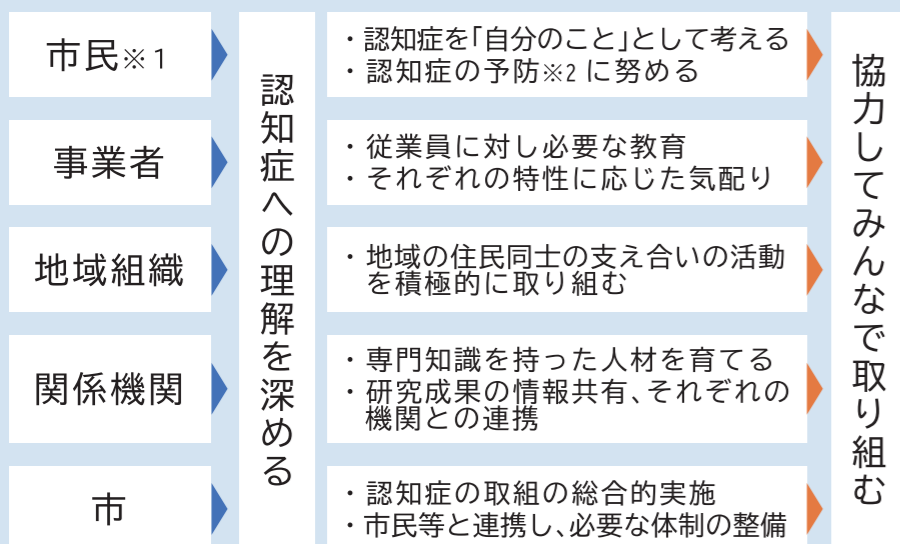 市民※1
認知症への理解を深める
・認知症を｢自分のこと｣として考える
・認知症の予防※2 に努める
協力してみんなで取り組む
事業者
・従業員に対し必要な教育
・それぞれの特性に応じた気配り
地域組織
・地域の住民同士の支え合いの活動
を積極的に取り組む
関係機関
・専門知識を持った人材を育てる
・研究成果の情報共有、それぞれの
機関との連携
市
・認知症の取組の総合的実施
・市民等と連携し、必要な体制の整備